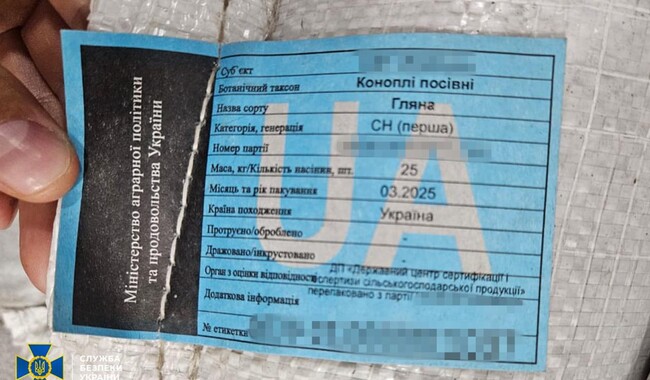 Міністерство аграрної політики
та продовольства України
UA
Суб'єкт
Ботанічний таксон Коноплі посівні
Назва сорту Гляна
Категорія, генерація СН (перша)
Номер партії
Маса, кг/Кількість насінин, шт. 25
Місяць та рік пакування 03.2025
Країна походження Україна
Протруєно/оброблено -
Дражовано/інкрустовано -
Орган з оцінки відповідності ДП «Державний центр сертифікації і
експертизи сільськогосподарської продукції»
Додаткова інформація перепаковано з партії
№ етикетки
СЛУЖБА
БЕЗПЕКИ
УКРАЇНИ